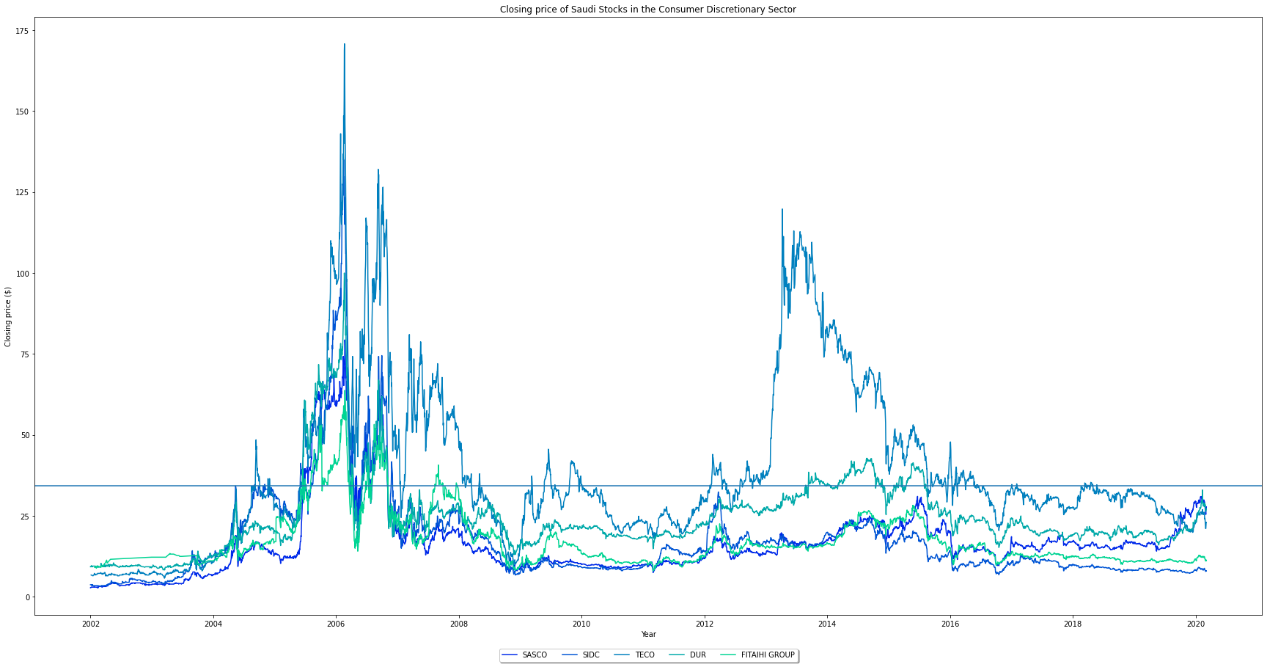 Closing price of Saudi Stocks in the Consumer Discretionary Sector
Closing price ($)
175
150
125
100
75
50
25
0
2002 2004 2006 2008 2010 2012 2014 2016 2018 2020
Year
SASCO SIDC TECO DUR FITAIHI GROUP